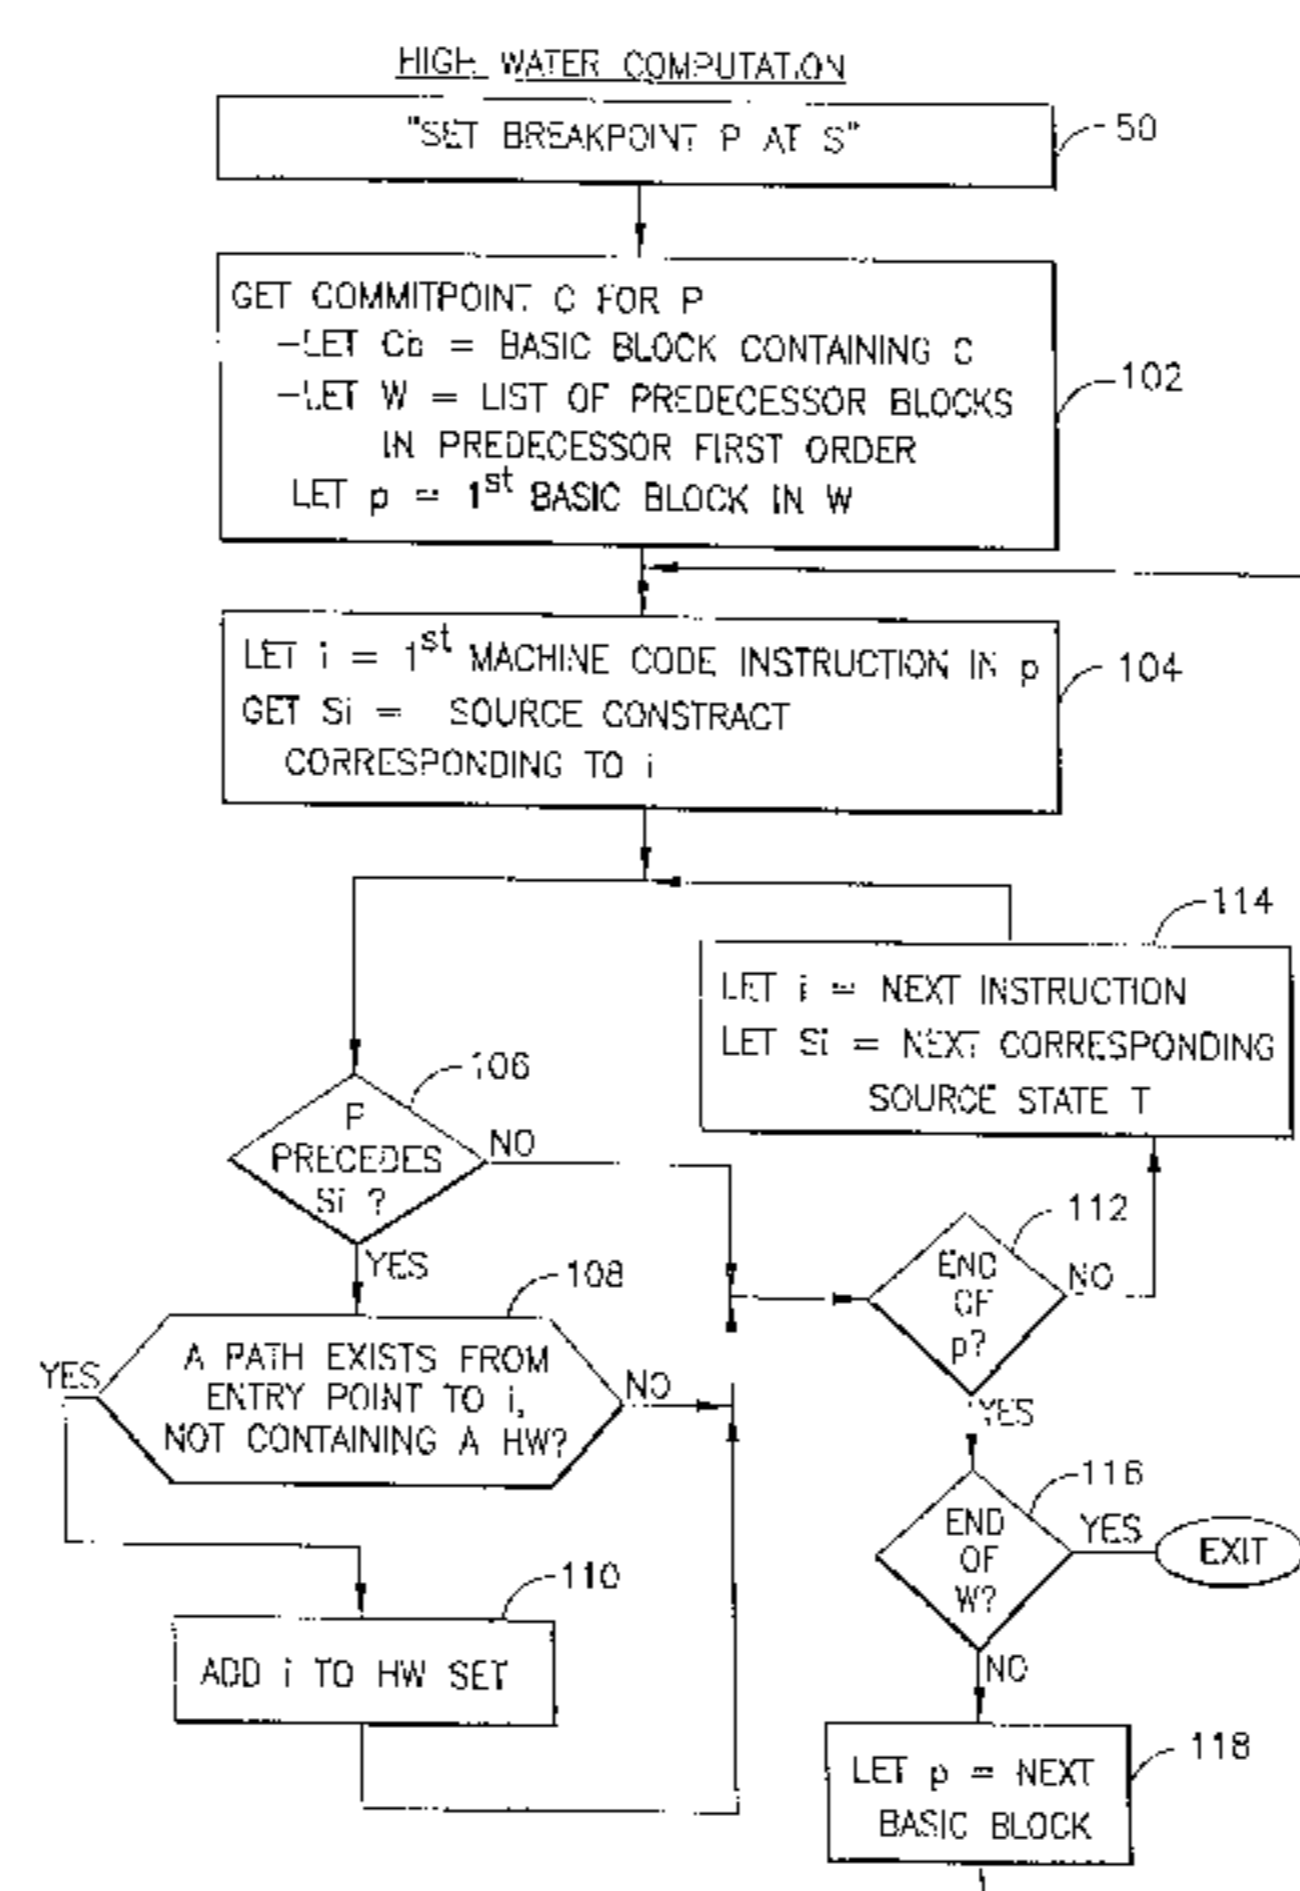 HIGH WATER COMPUTATION
"SET BREAKPOINT P AT S"
50
GET COMMITPOINT C FOR P
-LET Cb = BASIC BLOCK CONTAINING C
-LET W = LIST OF PREDECESSOR BLOCKS
IN PREDECESSOR FIRST ORDER
LET p = 1st BASIC BLOCK IN W
102
LET i = 1st MACHINE CODE INSTRUCTION IN p
GET Si = SOURCE CONSTRACT
CORRESPONDING TO i
104
114
LET i = NEXT INSTRUCTION
LET Si = NEXT CORRESPONDING
SOURCE STATE T
106
P
PRECEDES
Si ?
NO
YES
112
END
OF
p?
NO
YES
108
A PATH EXISTS FROM
ENTRY POINT TO i,
NOT CONTAINING A HW?
YES
NO
116
END
OF
W?
YES
EXIT
NO
110
ADD i TO HW SET
118
LET p = NEXT
BASIC BLOCK